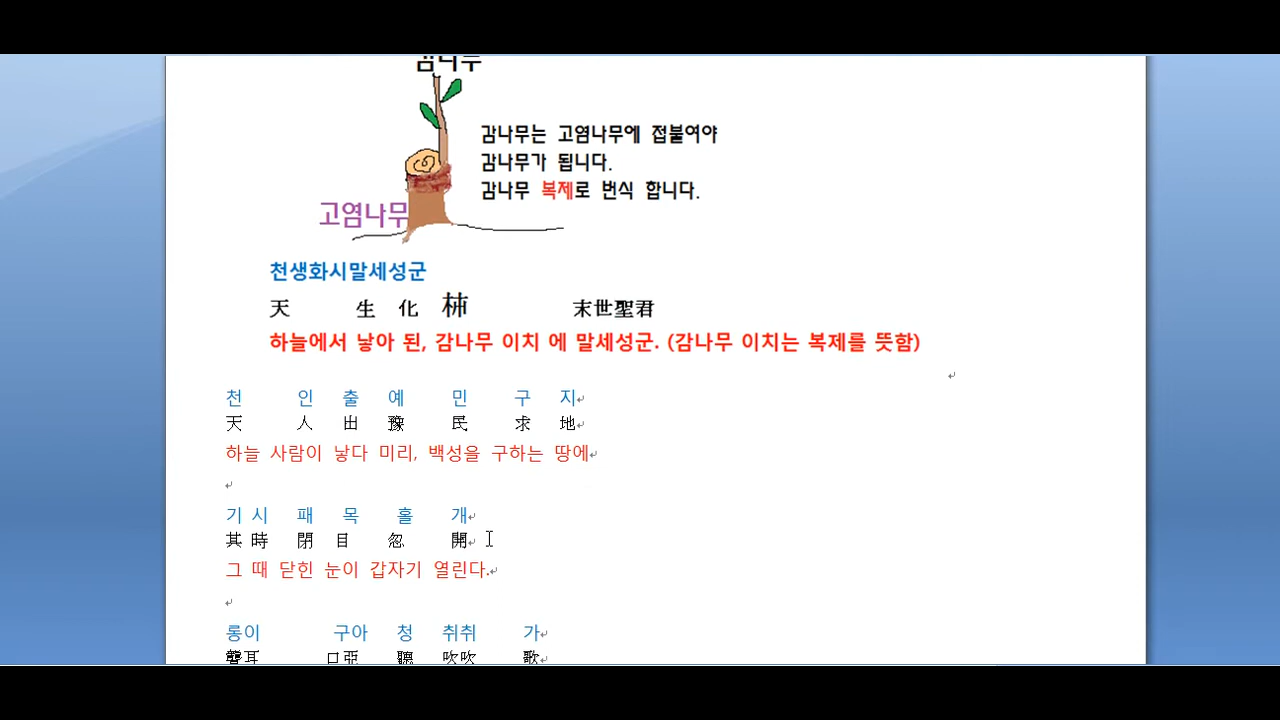 감나무
감나무는 고염나무에 접붙여야
감나무가 됩니다.
감나무 복제로 번식 합니다.
고염나무
천생화시말세성군
天 生 化 枾 末世聖君
하늘에서 낳아 된, 감나무 이치 에 말세성군. (감나무 이치는 복제를 뜻함)
천 인 출 예 민 구 지
天 人 出 豫 民 求 地
하늘 사람이 낳다 미리, 백성을 구하는 땅에
기 시 패 목 홀 개
其 時 閉 目 忽 開
그 때 닫힌 눈이 갑자기 열린다.
롱이 구아 청 취취 가
聾耳 口亞 聽 吹吹 歌